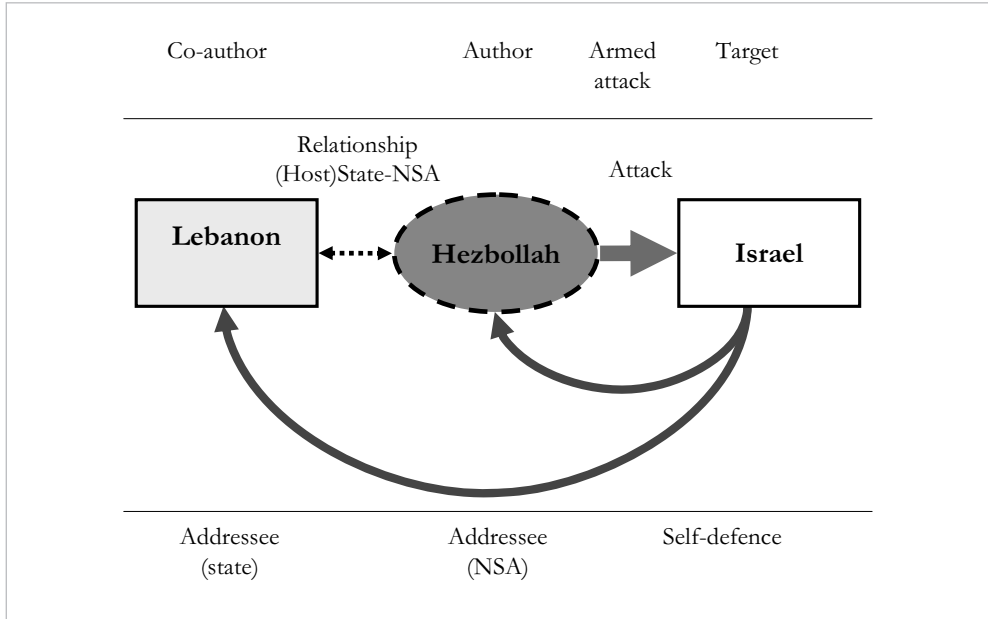 Co-author
Author
Armed
attack
Target
Relationship
(Host)State-NSA
Attack
Lebanon
Hezbollah
Israel
Addressee
(state)
Addressee
(NSA)
Self-defence